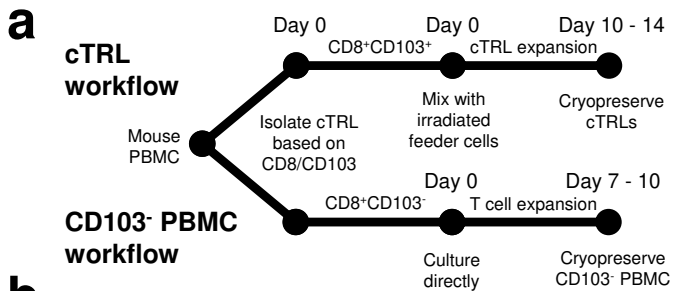 a
cTRL
workflow
Mouse
PBMC
CD103⁻ PBMC
workflow
Day 0
Day 0
Day 10 - 14
CD8⁺CD103⁺
cTRL expansion
Isolate cTRL
based on
CD8/CD103
Mix with
irradiated
feeder cells
Cryopreserve
cTRLs
Day 0
Day 7 - 10
CD8⁺CD103⁻
T cell expansion
Culture
directly
Cryopreserve
CD103⁻ PBMC
b